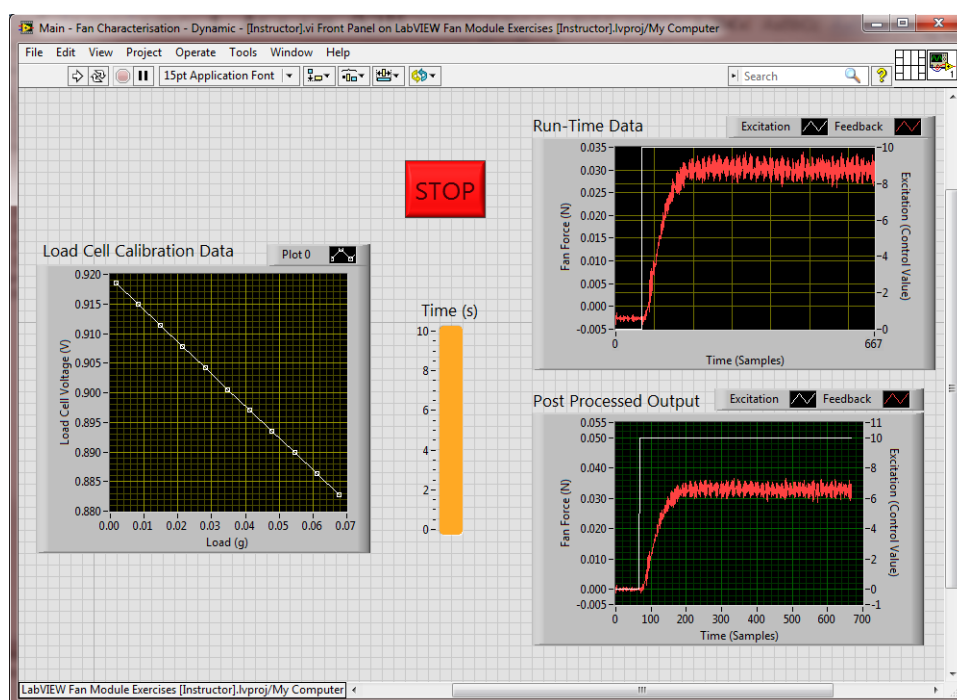 Main - Fan Characterisation - Dynamic - [Instructor].vi Front Panel on LabVIEW Fan Module Exercises [Instructor].lvproj/My Computer
File Edit View Project Operate Tools Window Help
15pt Application Font
Search
?
1
STOP
Load Cell Calibration Data
Plot 0
0.920
0.915
0.910
0.905
0.900
0.895
0.890
0.885
0.880
Load Cell Voltage (V)
0.00 0.01 0.02 0.03 0.04 0.05 0.06 0.07
Load (g)
Time (s)
10
8
6
4
2
0
Run-Time Data
Excitation Feedback
0.035
0.030
0.025
0.020
0.015
0.010
0.005
0.000
-0.005
Fan Force (N)
10
8
6
4
2
0
Excitation (Control Value)
0 667
Time (Samples)
Post Processed Output
Excitation Feedback
0.055
0.050
0.040
0.030
0.020
0.010
0.000
-0.005
Fan Force (N)
11
10
8
6
4
2
0
-1
Excitation (Control Value)
0 100 200 300 400 500 600 700
Time (Samples)
LabVIEW Fan Module Exercises [Instructor].lvproj/My Computer